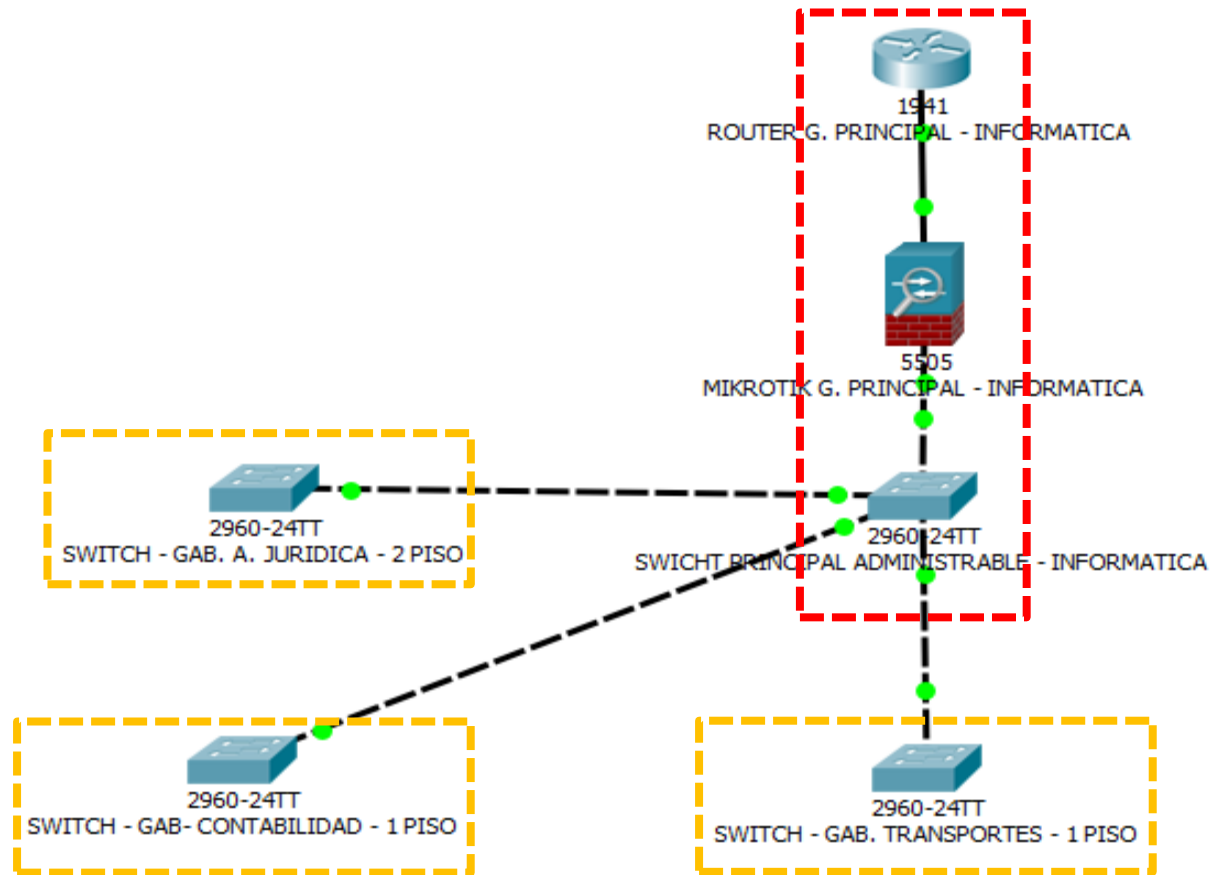 1941
ROUTER G. PRINCIPAL - INFORMATICA
5505
MIKROTIK G. PRINCIPAL - INFORMATICA
2960-24TT
SWITCH - GAB. A. JURIDICA - 2 PISO
2960-24TT
SWICHT PRINCIPAL ADMINISTRABLE - INFORMATICA
2960-24TT
SWITCH - GAB- CONTABILIDAD - 1 PISO
2960-24TT
SWITCH - GAB. TRANSPORTES - 1 PISO